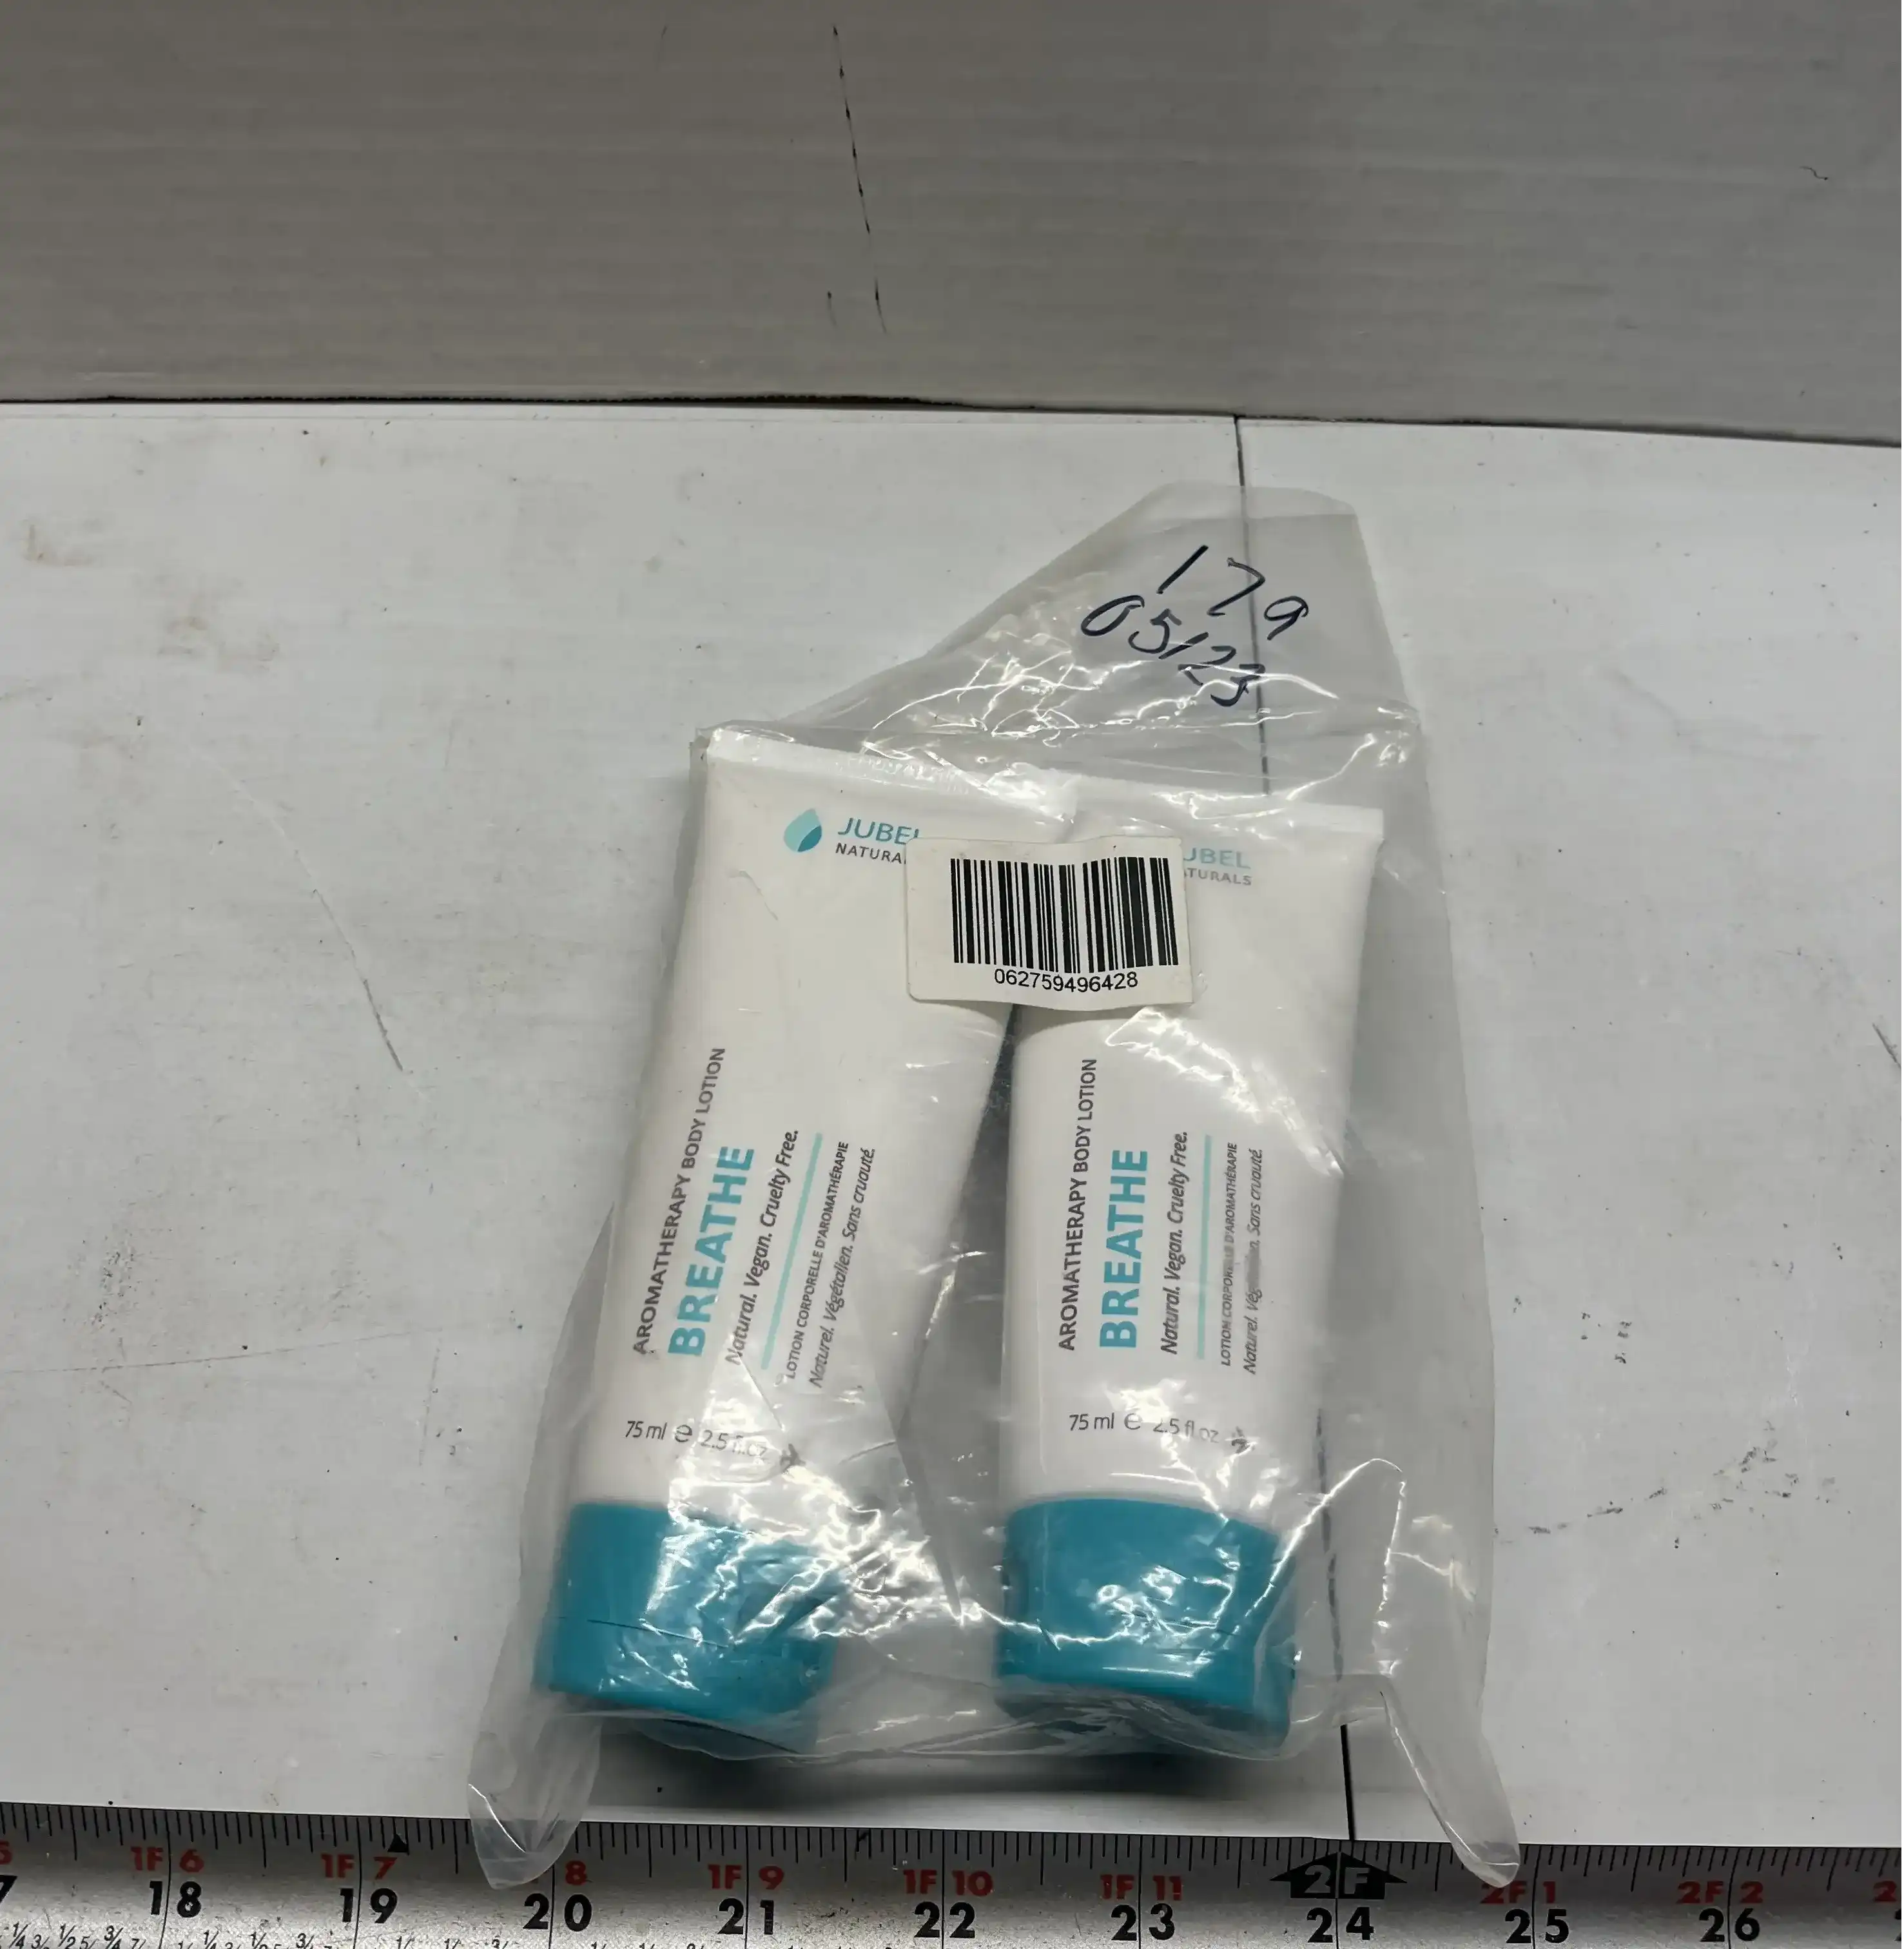 179
05/23
JUBEL
NATURA
UBEL
TURALS
062759496428
AROMATHERAPY BODY LOTION
BREATHE
Natural. Vegan. Cruelty Free.
LOTION CORPORELLE D'AROMATHÉRAPIE
Naturel. Végétalien. Sans cruauté.
75 ml e 2.5 fl oz
AROMATHERAPY BODY LOTION
BREATHE
Natural. Vegan. Cruelty Free.
LOTION CORPORELLE D'AROMATHÉRAPIE
Naturel. Végétalien. Sans cruauté.
75 ml e 2.5 fl oz
1F 6 1F 7 8 1F 9 1F 10 1F 11 2F 2F 1 2F 2
18 19 20 21 22 23 24 25 26